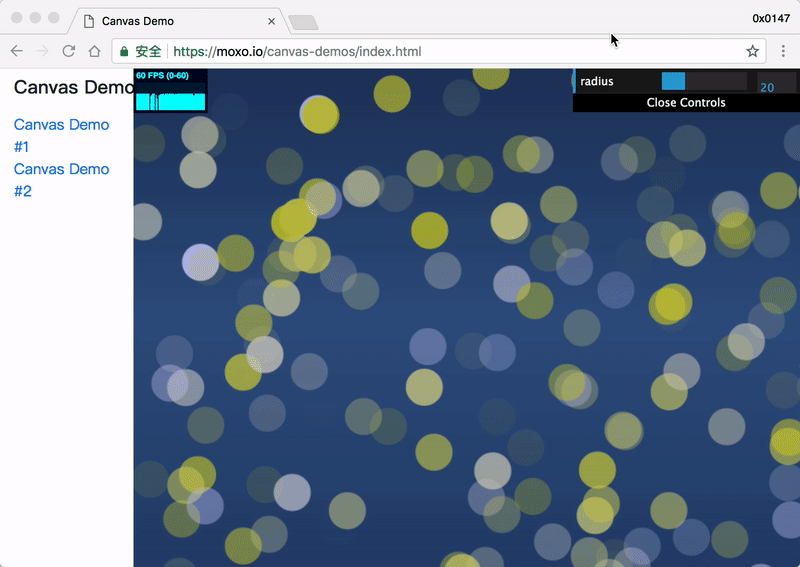 Canvas Demo
0x0147
安全 https://moxo.io/canvas-demos/index.html
Canvas Demo
Canvas Demo
#1
Canvas Demo
#2
60 FPS (0-60)
radius
20
Close Controls